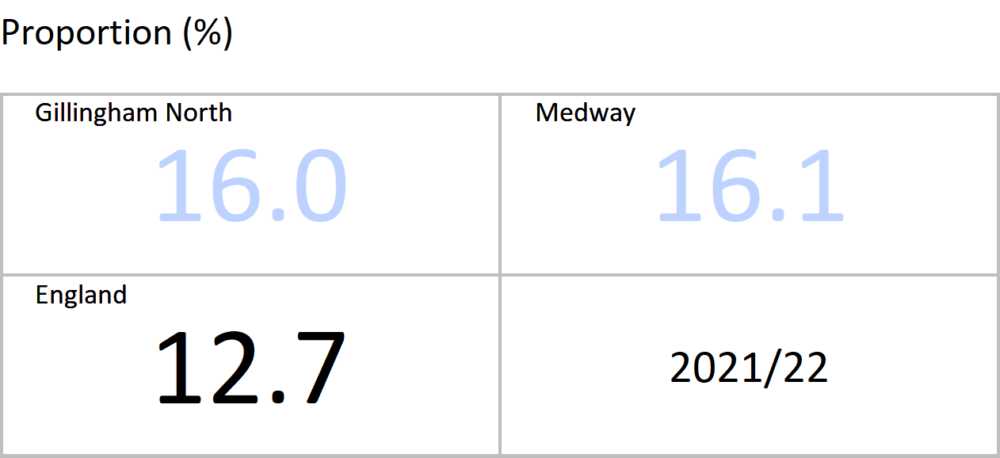 Proportion (%)
Gillingham North
16.0
Medway
16.1
England
12.7
2021/22